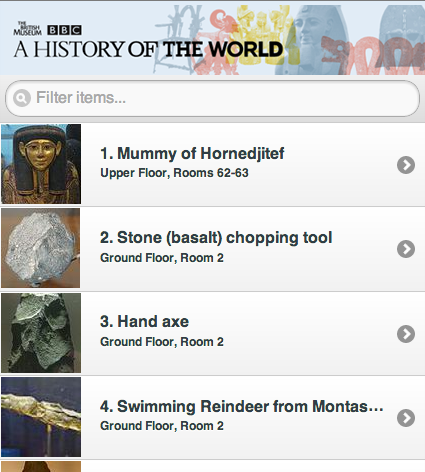 THE
BRITISH
MUSEUM BBC
A HISTORY OF THE WORLD
Filter items...
1. Mummy of Hornedjitef
Upper Floor, Rooms 62-63
2. Stone (basalt) chopping tool
Ground Floor, Room 2
3. Hand axe
Ground Floor, Room 2
4. Swimming Reindeer from Montas…
Ground Floor, Room 2